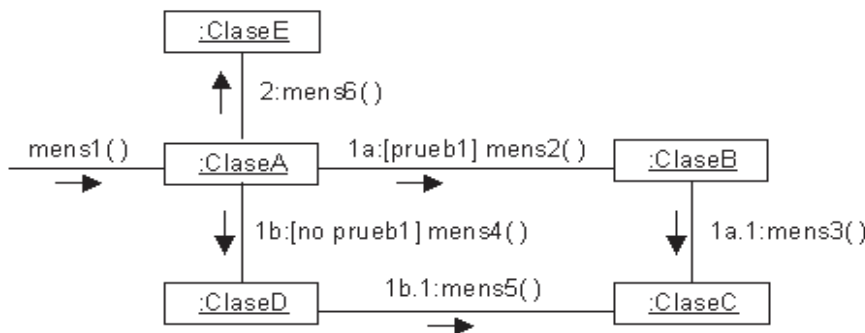 :ClaseE
2:mens6()
mens1()
:ClaseA
1a:[prueb1] mens2()
:ClaseB
1b:[no prueb1] mens4()
1a.1:mens3()
:ClaseD
1b.1:mens5()
:ClaseC